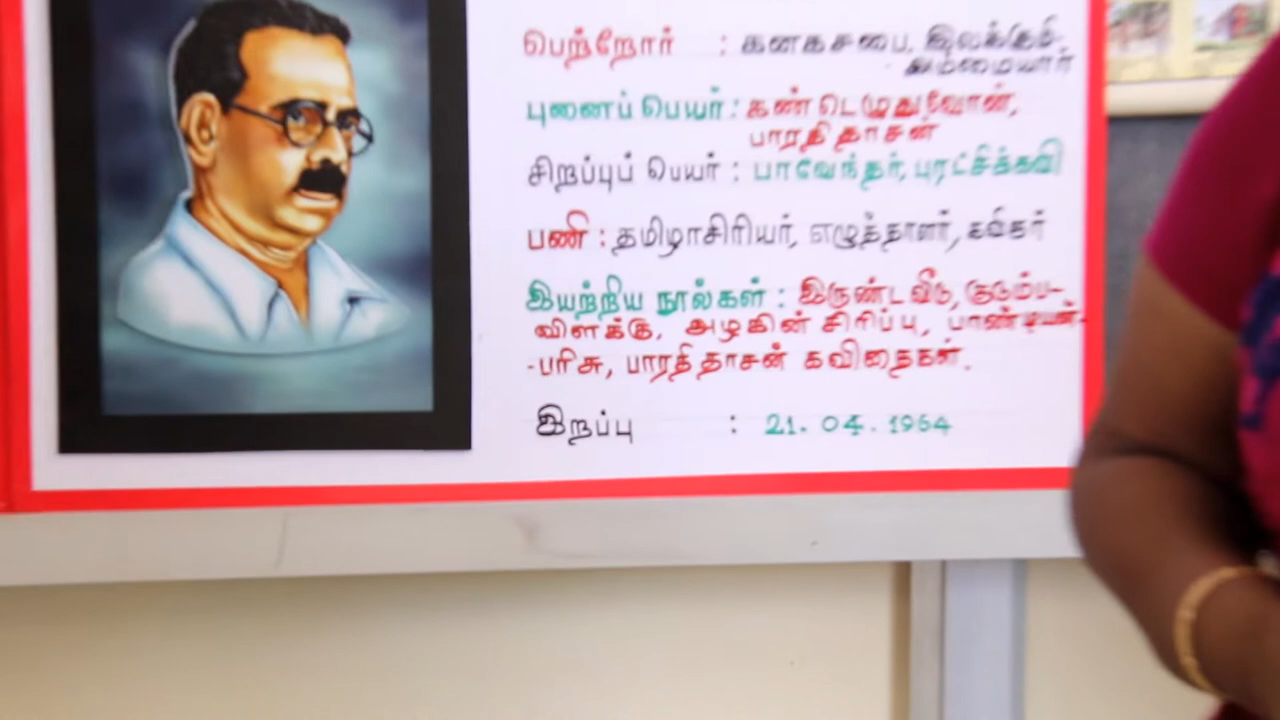 பெற்றோர் : கனகசபை, இலக்குமி
அம்மையார்
புனைப் பெயர் : கண்டெழுதுவோன்,
பாரதிதாசன்
சிறப்புப் பெயர் : பாவேந்தர், புரட்சிக்கவி
பணி : தமிழாசிரியர், எழுத்தாளர், கவிஞர்
இயற்றிய நூல்கள் : இருண்டவீடு, குடும்ப-
விளக்கு, அழகின் சிரிப்பு, பாண்டியன்-
-பரிசு, பாரதிதாசன் கவிதைகள்.
இறப்பு : 21. 04. 1964